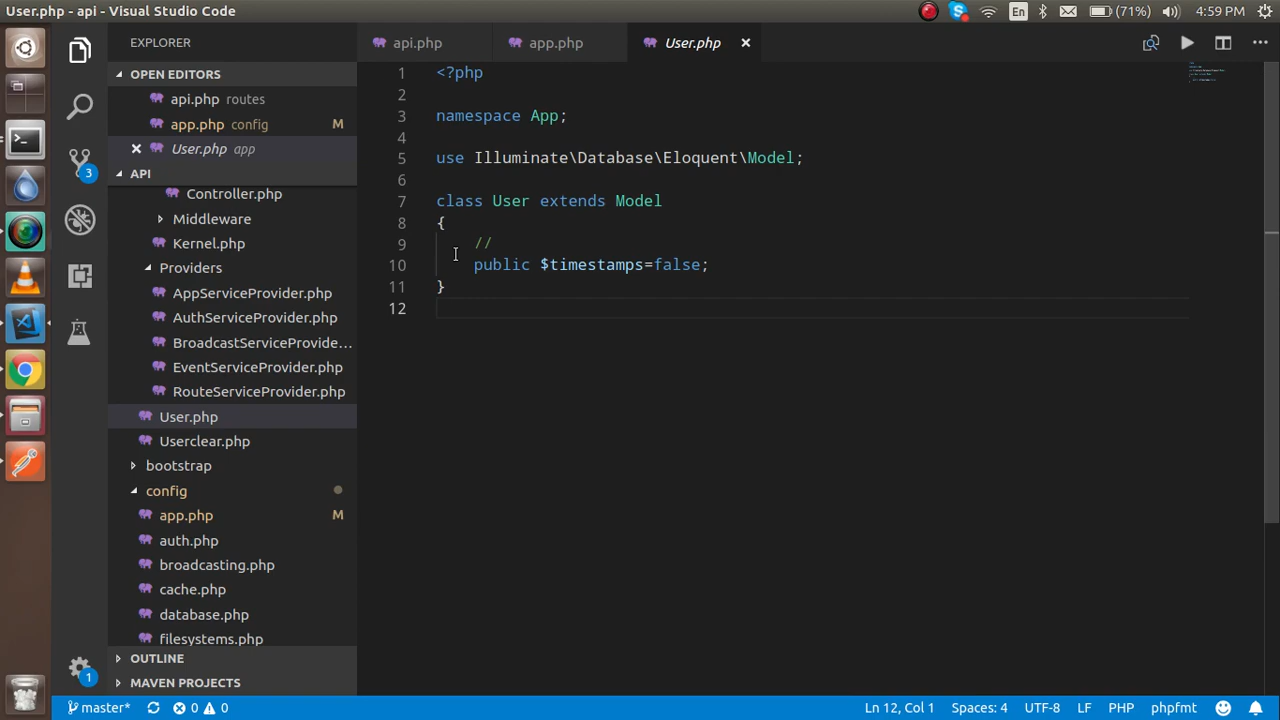 User.php - api - Visual Studio Code
En
(71%)
4:59 PM
EXPLORER
OPEN EDITORS
api.php routes
app.php config M
User.php app
API
Controller.php
Middleware
Kernel.php
Providers
AppServiceProvider.php
AuthServiceProvider.php
BroadcastServiceProvide...
EventServiceProvider.php
RouteServiceProvider.php
User.php
Userclear.php
bootstrap
config
app.php M
auth.php
broadcasting.php
cache.php
database.php
filesystems.php
OUTLINE
MAVEN PROJECTS
3
1
api.php
app.php
User.php
1 <?php
2
3 namespace App;
4
5 use Illuminate\Database\Eloquent\Model;
6
7 class User extends Model
8 {
9 //
10 public $timestamps=false;
11 }
12
master*
0
0
Ln 12, Col 1
Spaces: 4
UTF-8
LF
PHP
phpfmt